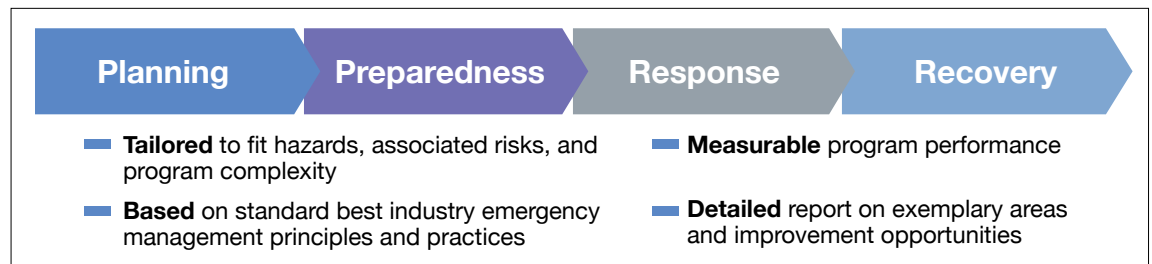 Planning
Preparedness
Response
Recovery
Tailored to fit hazards, associated risks, and
program complexity
Based on standard best industry emergency
management principles and practices
Measurable program performance
Detailed report on exemplary areas
and improvement opportunities